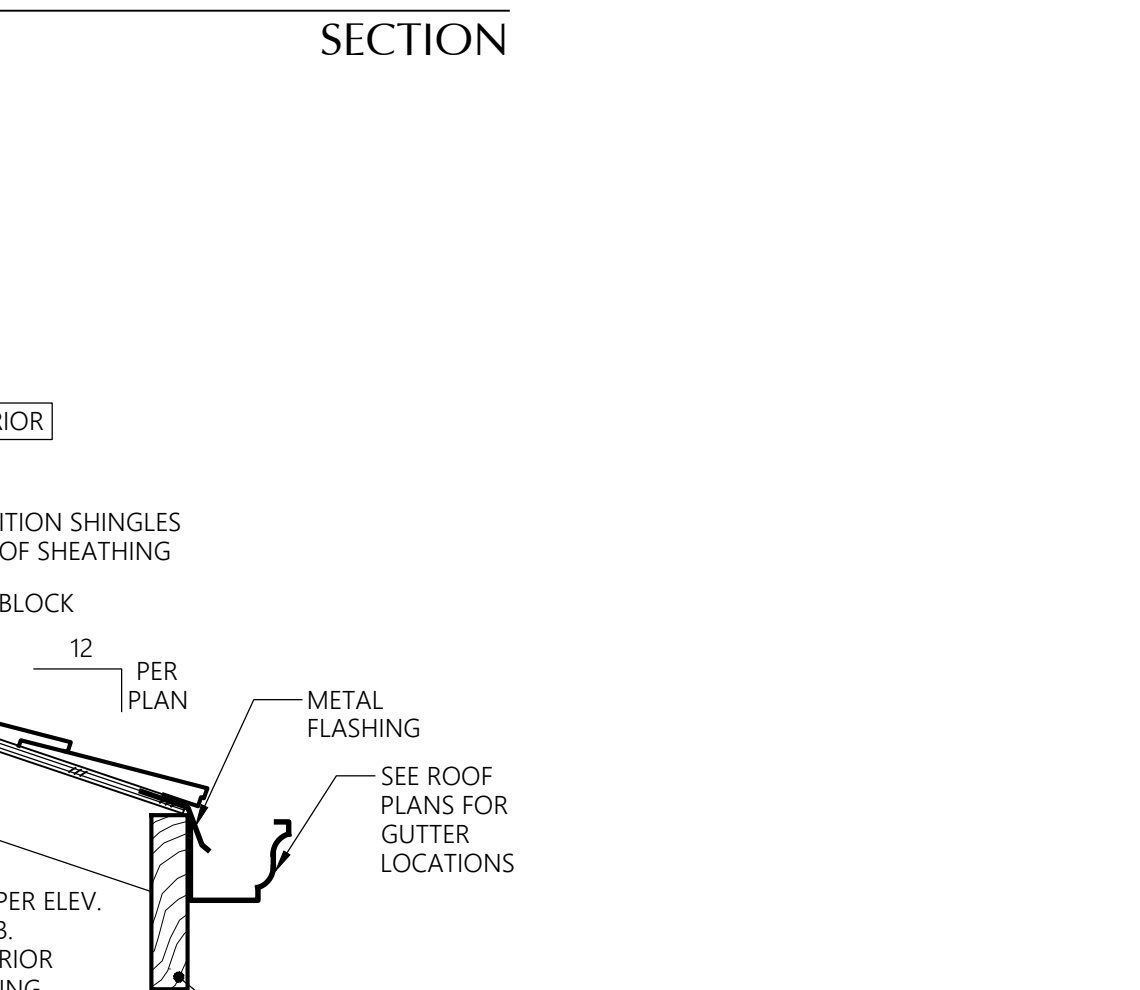 SECTION
RIOR
ITION SHINGLES
OF SHEATHING
BLOCK
12
PER
PLAN
METAL
FLASHING
SEE ROOF
PLANS FOR
GUTTER
LOCATIONS
PER ELEV.
B.
RIOR
ING